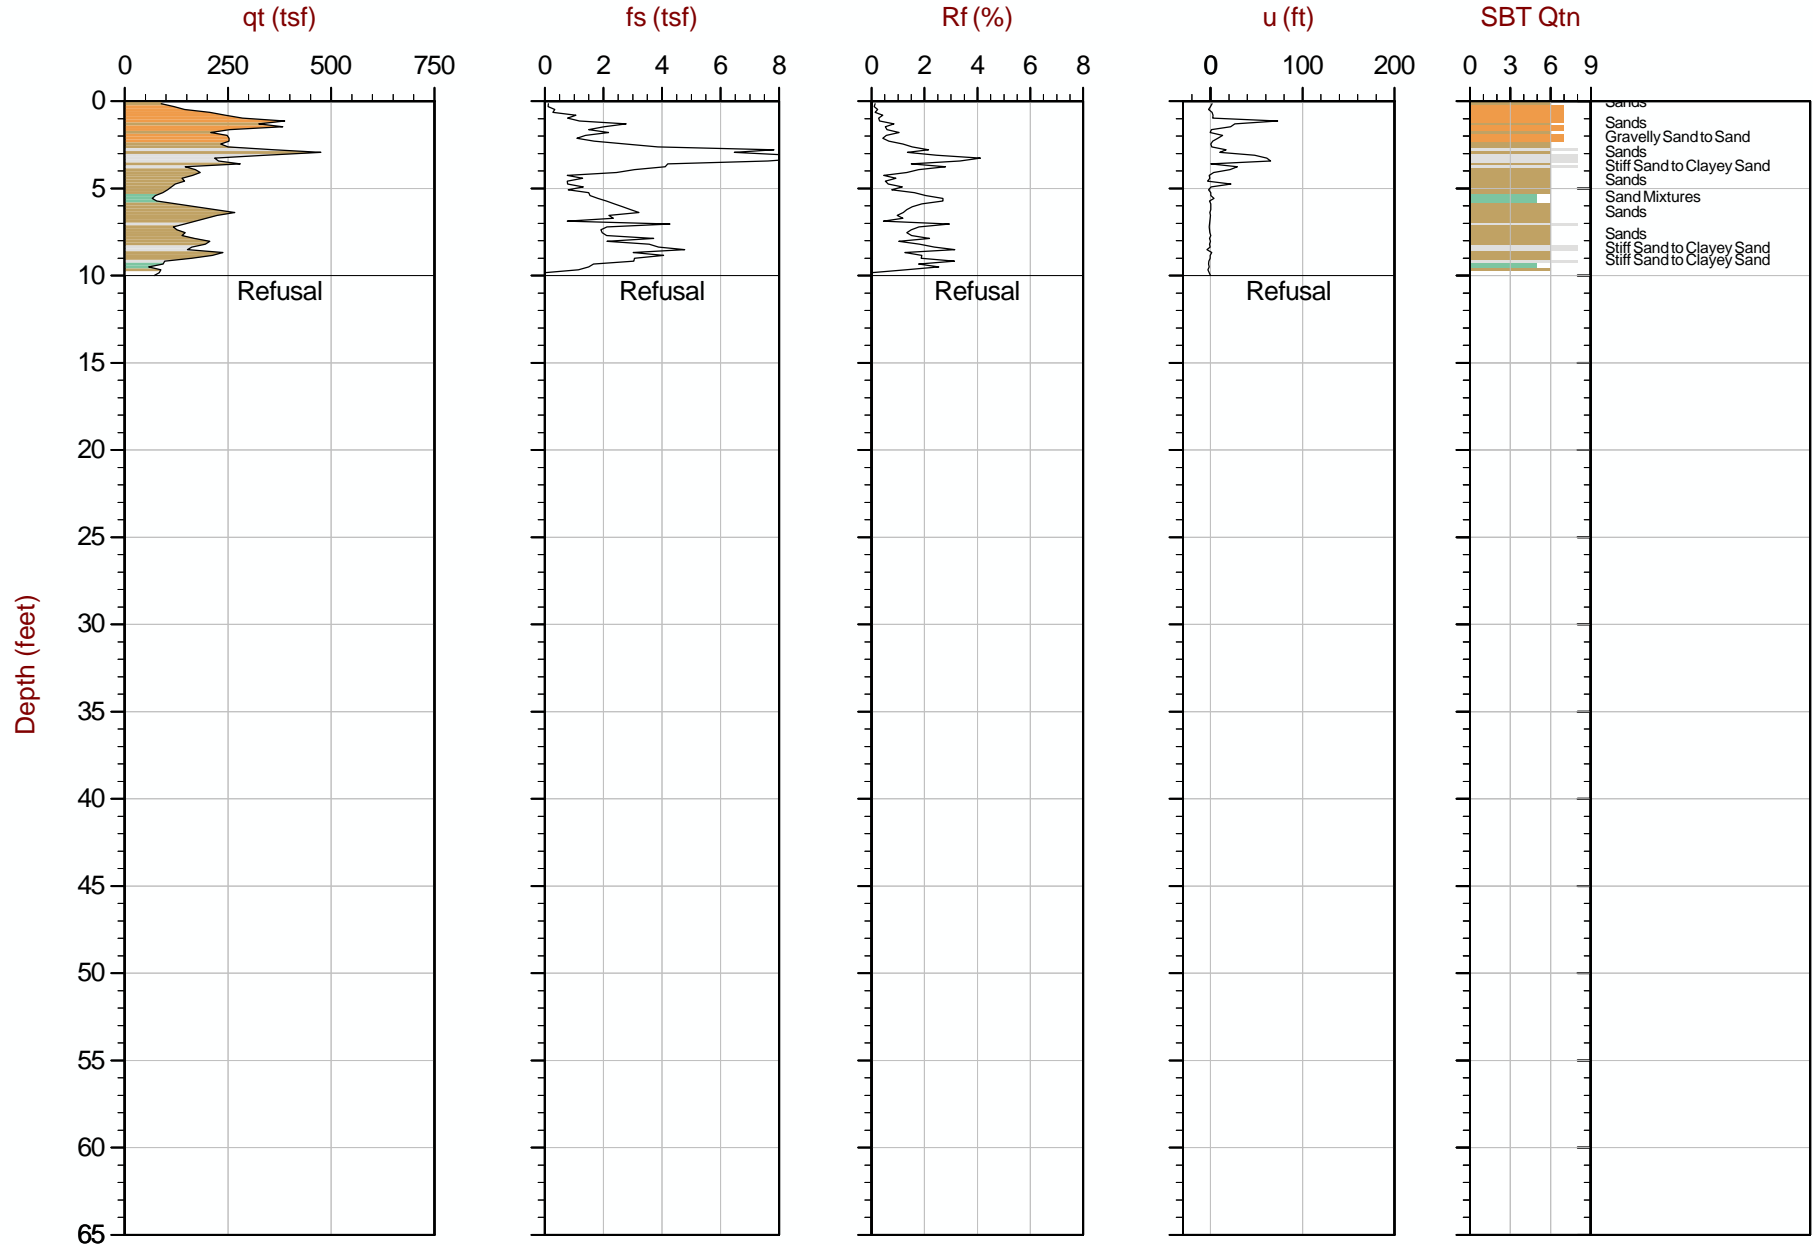 qt (tsf)
fs (tsf)
Rf (%)
u (ft)
SBT Qtn
0 250 500 750
0 2 4 6 8
0 2 4 6 8
0 100 200
0 3 6 9
0
5
10
15
20
25
30
35
40
45
50
55
60
65
Depth (feet)
Refusal
Refusal
Refusal
Refusal
Sands
Sands
Gravelly Sand to Sand
Sands
Stiff Sand to Clayey Sand
Sands
Sand Mixtures
Sands
Sands
Stiff Sand to Clayey Sand
Stiff Sand to Clayey Sand